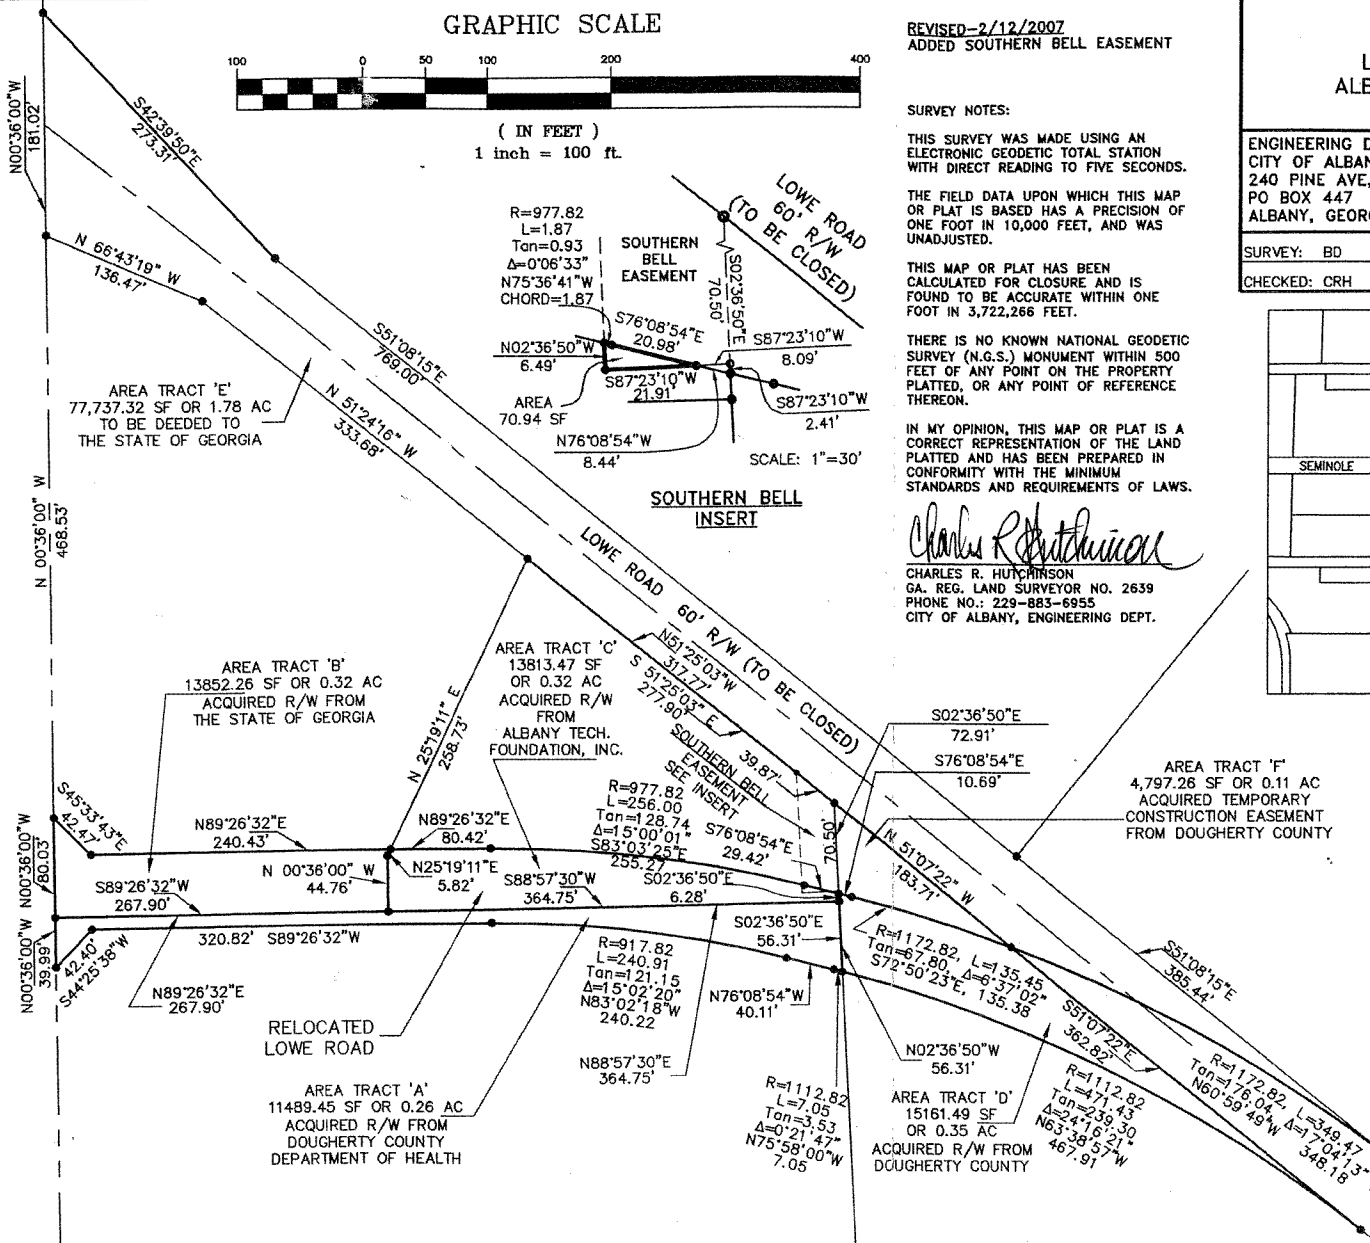 GRAPHIC SCALE
100 0 50 100 200 400
( IN FEET )
1 inch = 100 ft.
REVISED-2/12/2007
ADDED SOUTHERN BELL EASEMENT
SURVEY NOTES:
THIS SURVEY WAS MADE USING AN
ELECTRONIC GEODETIC TOTAL STATION
WITH DIRECT READING TO FIVE SECONDS.
THE FIELD DATA UPON WHICH THIS MAP
OR PLAT IS BASED HAS A PRECISION OF
ONE FOOT IN 10,000 FEET, AND WAS
UNADJUSTED.
THIS MAP OR PLAT HAS BEEN
CALCULATED FOR CLOSURE AND IS
FOUND TO BE ACCURATE WITHIN ONE
FOOT IN 3,722,266 FEET.
THERE IS NO KNOWN NATIONAL GEODETIC
SURVEY (N.G.S.) MONUMENT WITHIN 500
FEET OF ANY POINT ON THE PROPERTY
PLATTED, OR ANY POINT OF REFERENCE
THEREON.
IN MY OPINION, THIS MAP OR PLAT IS A
CORRECT REPRESENTATION OF THE LAND
PLATTED AND HAS BEEN PREPARED IN
CONFORMITY WITH THE MINIMUM
STANDARDS AND REQUIREMENTS OF LAWS.
Charles R Hutchinson
CHARLES R. HUTCHINSON
GA. REG. LAND SURVEYOR NO. 2639
PHONE NO.: 229-883-6955
CITY OF ALBANY, ENGINEERING DEPT.
L
ALB
ENGINEERING D
CITY OF ALBAN
240 PINE AVE,
PO BOX 447
ALBANY, GEOR
SURVEY: BD
CHECKED: CRH
SEMINOLE
N00°36'00"W
181.02'
S42°39'50"E
273.31'
N 66°43'19" W
136.47'
S51°08'15"E
769.00'
N 51°24'16" W
333.68'
AREA TRACT 'E'
77,737.32 SF OR 1.78 AC
TO BE DEEDED TO
THE STATE OF GEORGIA
N 00°36'00" W
468.53'
R=977.82
L=1.87
Tan=0.93
Δ=0°06'33"
N75°36'41"W
CHORD=1.87
SOUTHERN
BELL
EASEMENT
LOWE ROAD
60' R/W
(TO BE CLOSED)
S02°36'50"E
70.50'
S76°08'54"E
20.98'
S87°23'10"W
8.09'
N02°36'50"W
6.49'
S87°23'10"W
21.91'
S87°23'10"W
2.41'
AREA
70.94 SF
N76°08'54"W
8.44'
SCALE: 1"=30'
SOUTHERN BELL
INSERT
LOWE ROAD 60' R/W (TO BE CLOSED)
N51°25'03"W
317.77'
S 51°25'03" E
277.90'
39.87'
SOUTHERN BELL
EASEMENT
SEE INSERT
AREA TRACT 'B'
13852.26 SF OR 0.32 AC
ACQUIRED R/W FROM
THE STATE OF GEORGIA
AREA TRACT 'C'
13813.47 SF
OR 0.32 AC
ACQUIRED R/W
FROM
ALBANY TECH.
FOUNDATION, INC.
N 25°19'11" E
258.73'
S02°36'50"E
72.91'
S76°08'54"E
10.69'
AREA TRACT 'F'
4,797.26 SF OR 0.11 AC
ACQUIRED TEMPORARY
CONSTRUCTION EASEMENT
FROM DOUGHERTY COUNTY
S45°33'43"E
42.47'
N89°26'32"E
240.43'
N89°26'32"E
80.42'
R=977.82
L=256.00
Tan=128.74
Δ=15°00'01"
S83°03'25"E
255.27
S76°08'54"E
29.42'
70.50'
N 51°07'22" W
183.71'
N00°36'00"W
80.03'
N 00°36'00" W
44.76'
N25°19'11"E
5.82'
S89°26'32"W
267.90'
S88°57'30"W
364.75'
S02°36'50"E
6.28'
S02°36'50"E
56.31'
N00°36'00"W
39.99'
42.40'
S44°25'38"W
320.82' S89°26'32"W
N89°26'32"E
267.90'
RELOCATED
LOWE ROAD
R=917.82
L=240.91
Tan=121.15
Δ=15°02'20"
N83°02'18"W
240.22
N76°08'54"W
40.11'
N88°57'30"E
364.75'
R=1172.82, L=135.45
Tan=67.80, Δ=6°37'02"
S72°50'23"E, 135.38
S51°08'15"E
385.44'
S51°07'22"E
362.82'
N02°36'50"W
56.31'
AREA TRACT 'A'
11489.45 SF OR 0.26 AC
ACQUIRED R/W FROM
DOUGHERTY COUNTY
DEPARTMENT OF HEALTH
R=1112.82
L=7.05
Tan=3.53
Δ=0°21'47"
N75°58'00"W
7.05
AREA TRACT 'D'
15161.49 SF
OR 0.35 AC
ACQUIRED R/W FROM
DOUGHERTY COUNTY
R=1112.82
L=471.43
Tan=239.30
Δ=24°16'21"
N63°38'57"W
467.91
R=1172.82, L=349.47
Tan=176.04, Δ=17°04'13"
N60°59'49"W 348.18